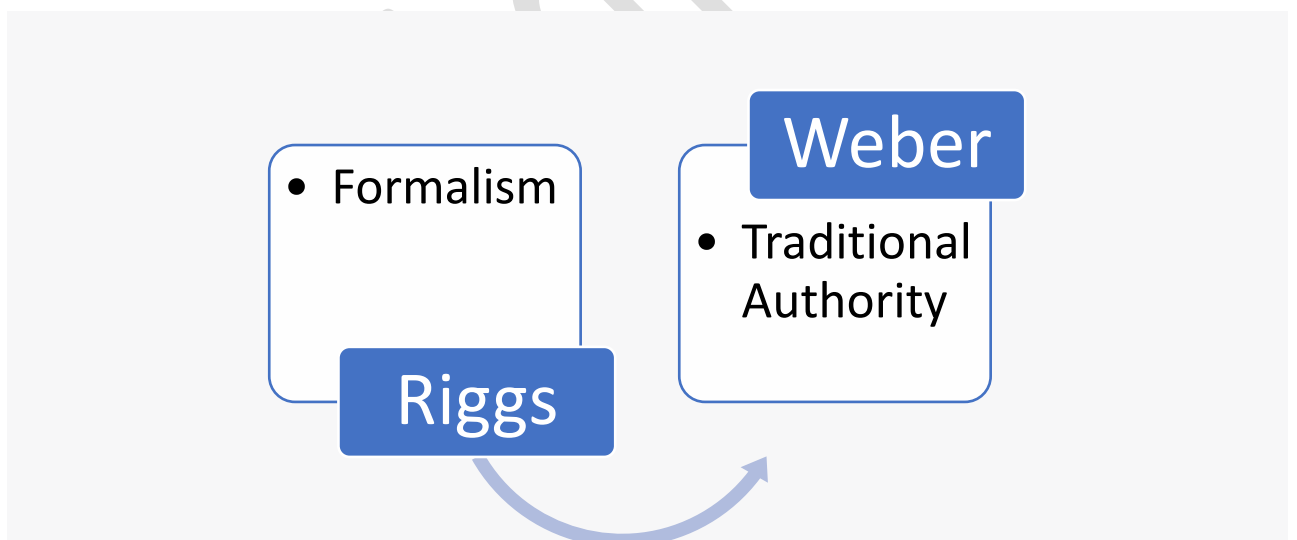 • Formalism
Riggs
Weber
• Traditional
Authority